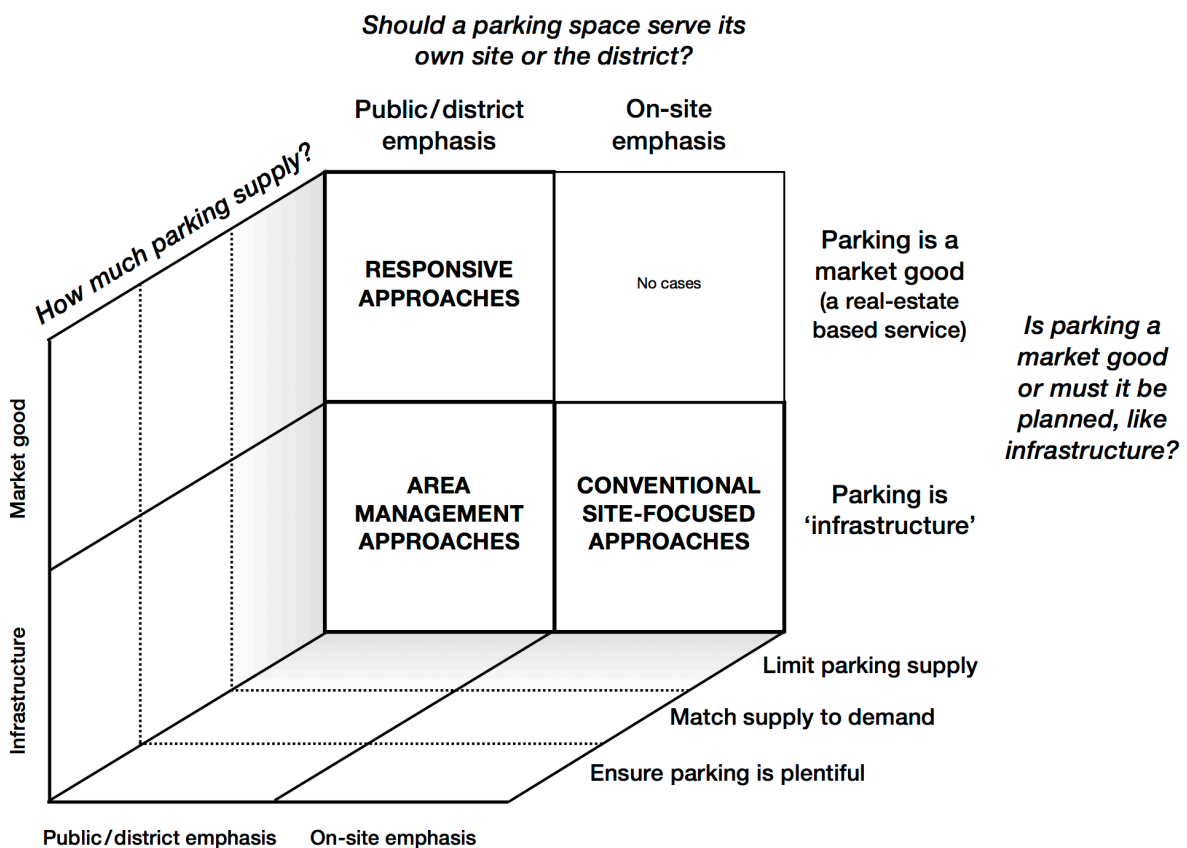 Should a parking space serve its
own site or the district?
Public/district
emphasis
On-site
emphasis
How much parking supply?
RESPONSIVE
APPROACHES
No cases
Parking is a
market good
(a real-estate
based service)
Is parking a
market good
or must it be
planned, like
infrastructure?
Market good
AREA
MANAGEMENT
APPROACHES
CONVENTIONAL
SITE-FOCUSED
APPROACHES
Parking is
‘infrastructure’
Infrastructure
Limit parking supply
Match supply to demand
Ensure parking is plentiful
Public/district emphasis
On-site emphasis